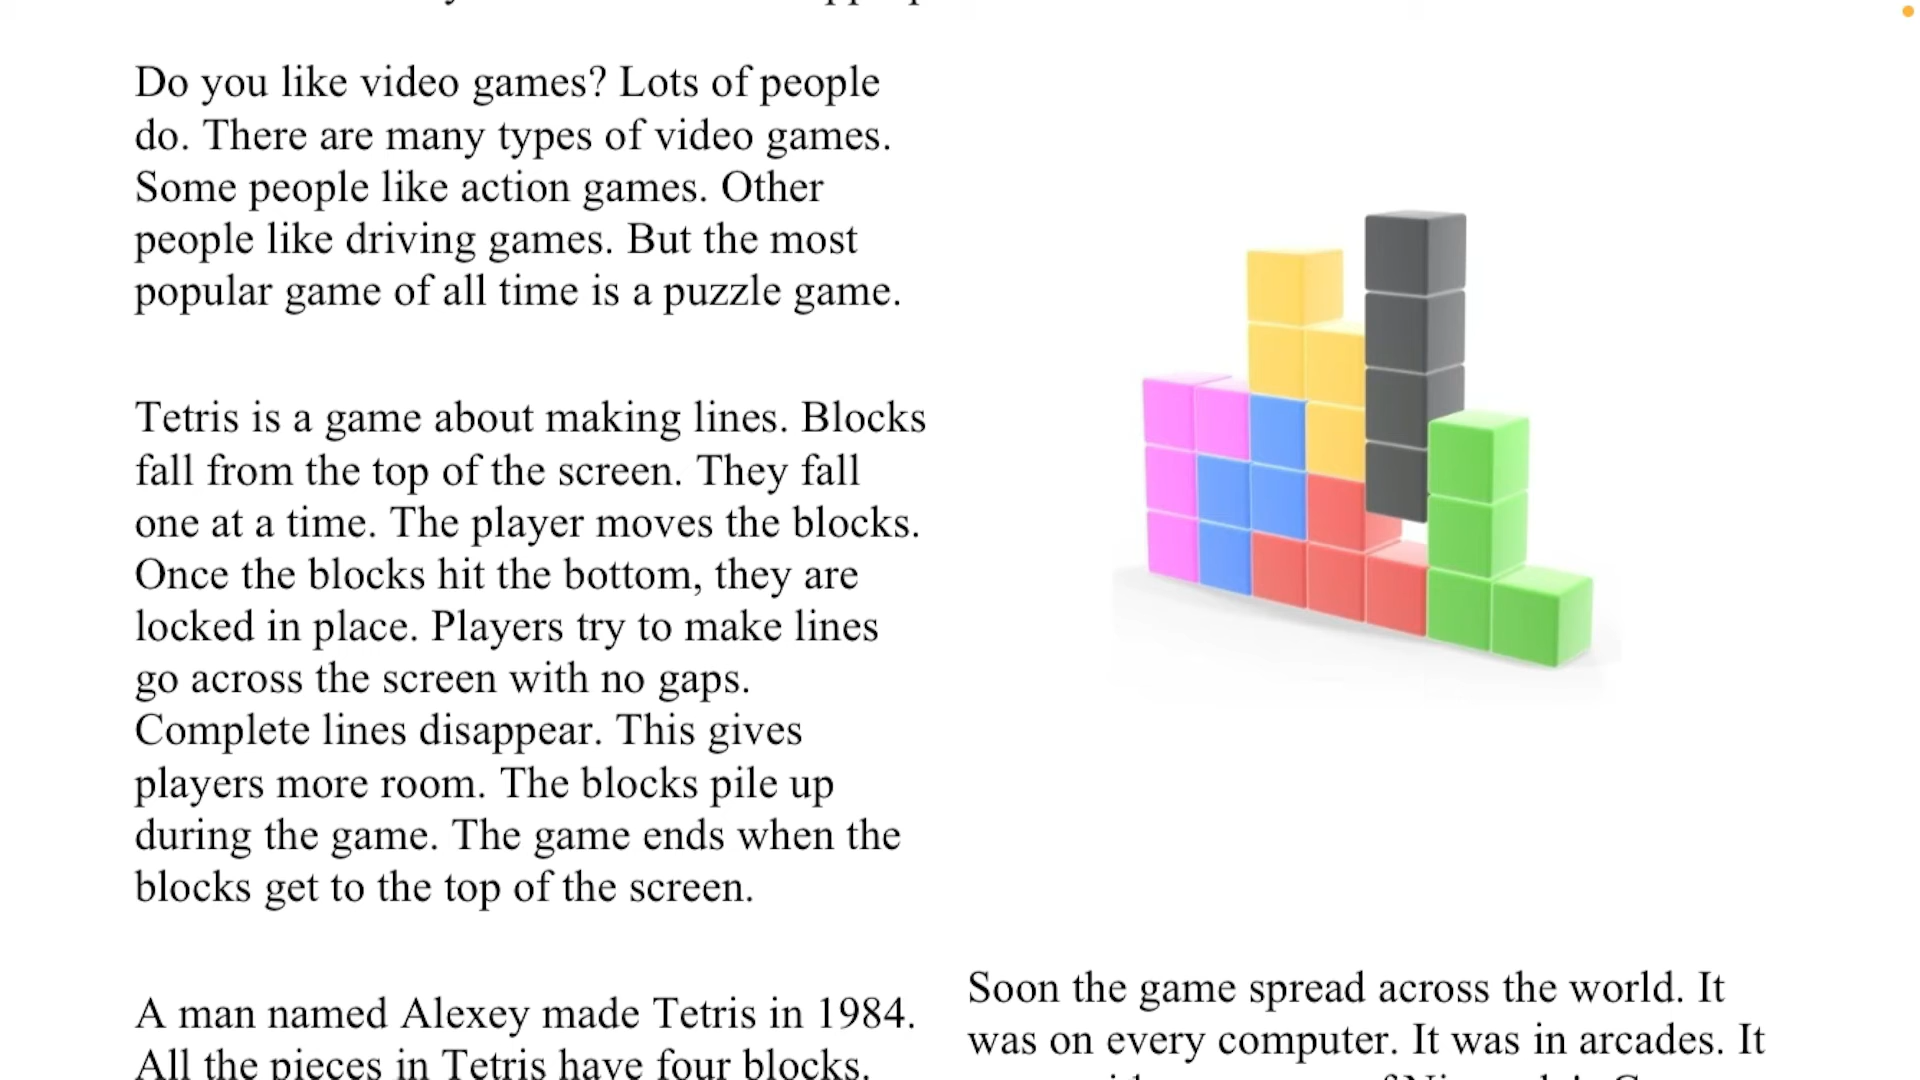 Do you like video games? Lots of people
do. There are many types of video games.
Some people like action games. Other
people like driving games. But the most
popular game of all time is a puzzle game.
Tetris is a game about making lines. Blocks
fall from the top of the screen. They fall
one at a time. The player moves the blocks.
Once the blocks hit the bottom, they are
locked in place. Players try to make lines
go across the screen with no gaps.
Complete lines disappear. This gives
players more room. The blocks pile up
during the game. The game ends when the
blocks get to the top of the screen.
A man named Alexey made Tetris in 1984.
All the pieces in Tetris have four blocks.
Soon the game spread across the world. It
was on every computer. It was in arcades. It